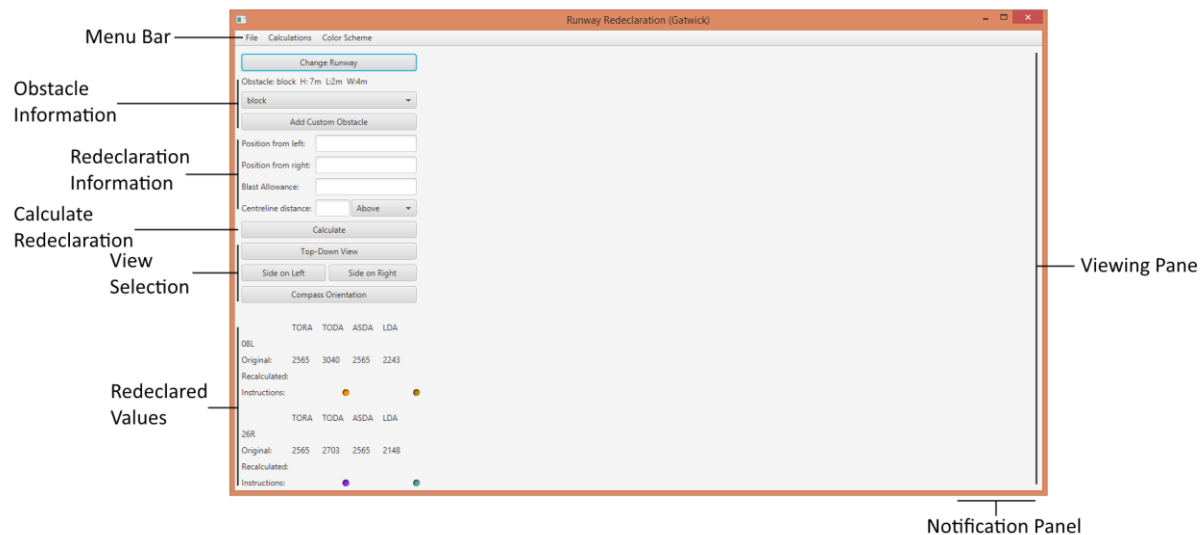 Runway Redeclaration (Gatwick)
Menu Bar
File Calculations Color Scheme
Change Runway
Obstacle Information
Obstacle: block H: 7m L:2m W:4m
block
Add Custom Obstacle
Redeclaration Information
Position from left:
Position from right:
Blast Allowance:
Centreline distance: Above
Calculate Redeclaration
Calculate
View Selection
Top-Down View
Side on Left Side on Right
Compass Orientation
Viewing Pane
Redeclared Values
TORA TODA ASDA LDA
08L
Original: 2565 3040 2565 2243
Recalculated:
Instructions:
TORA TODA ASDA LDA
26R
Original: 2565 2703 2565 2148
Recalculated:
Instructions:
Notification Panel